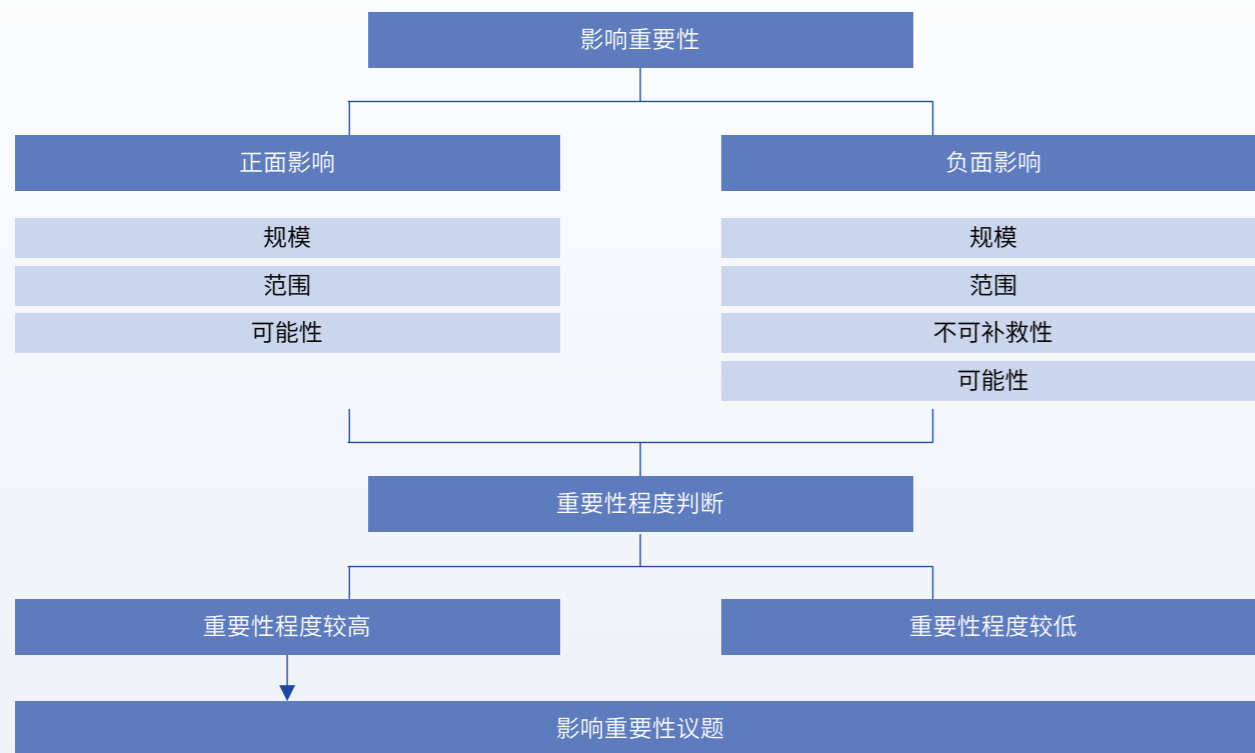 影响重要性
正面影响
规模
范围
可能性
负面影响
规模
范围
不可补救性
可能性
重要性程度判断
重要性程度较高
重要性程度较低
影响重要性议题